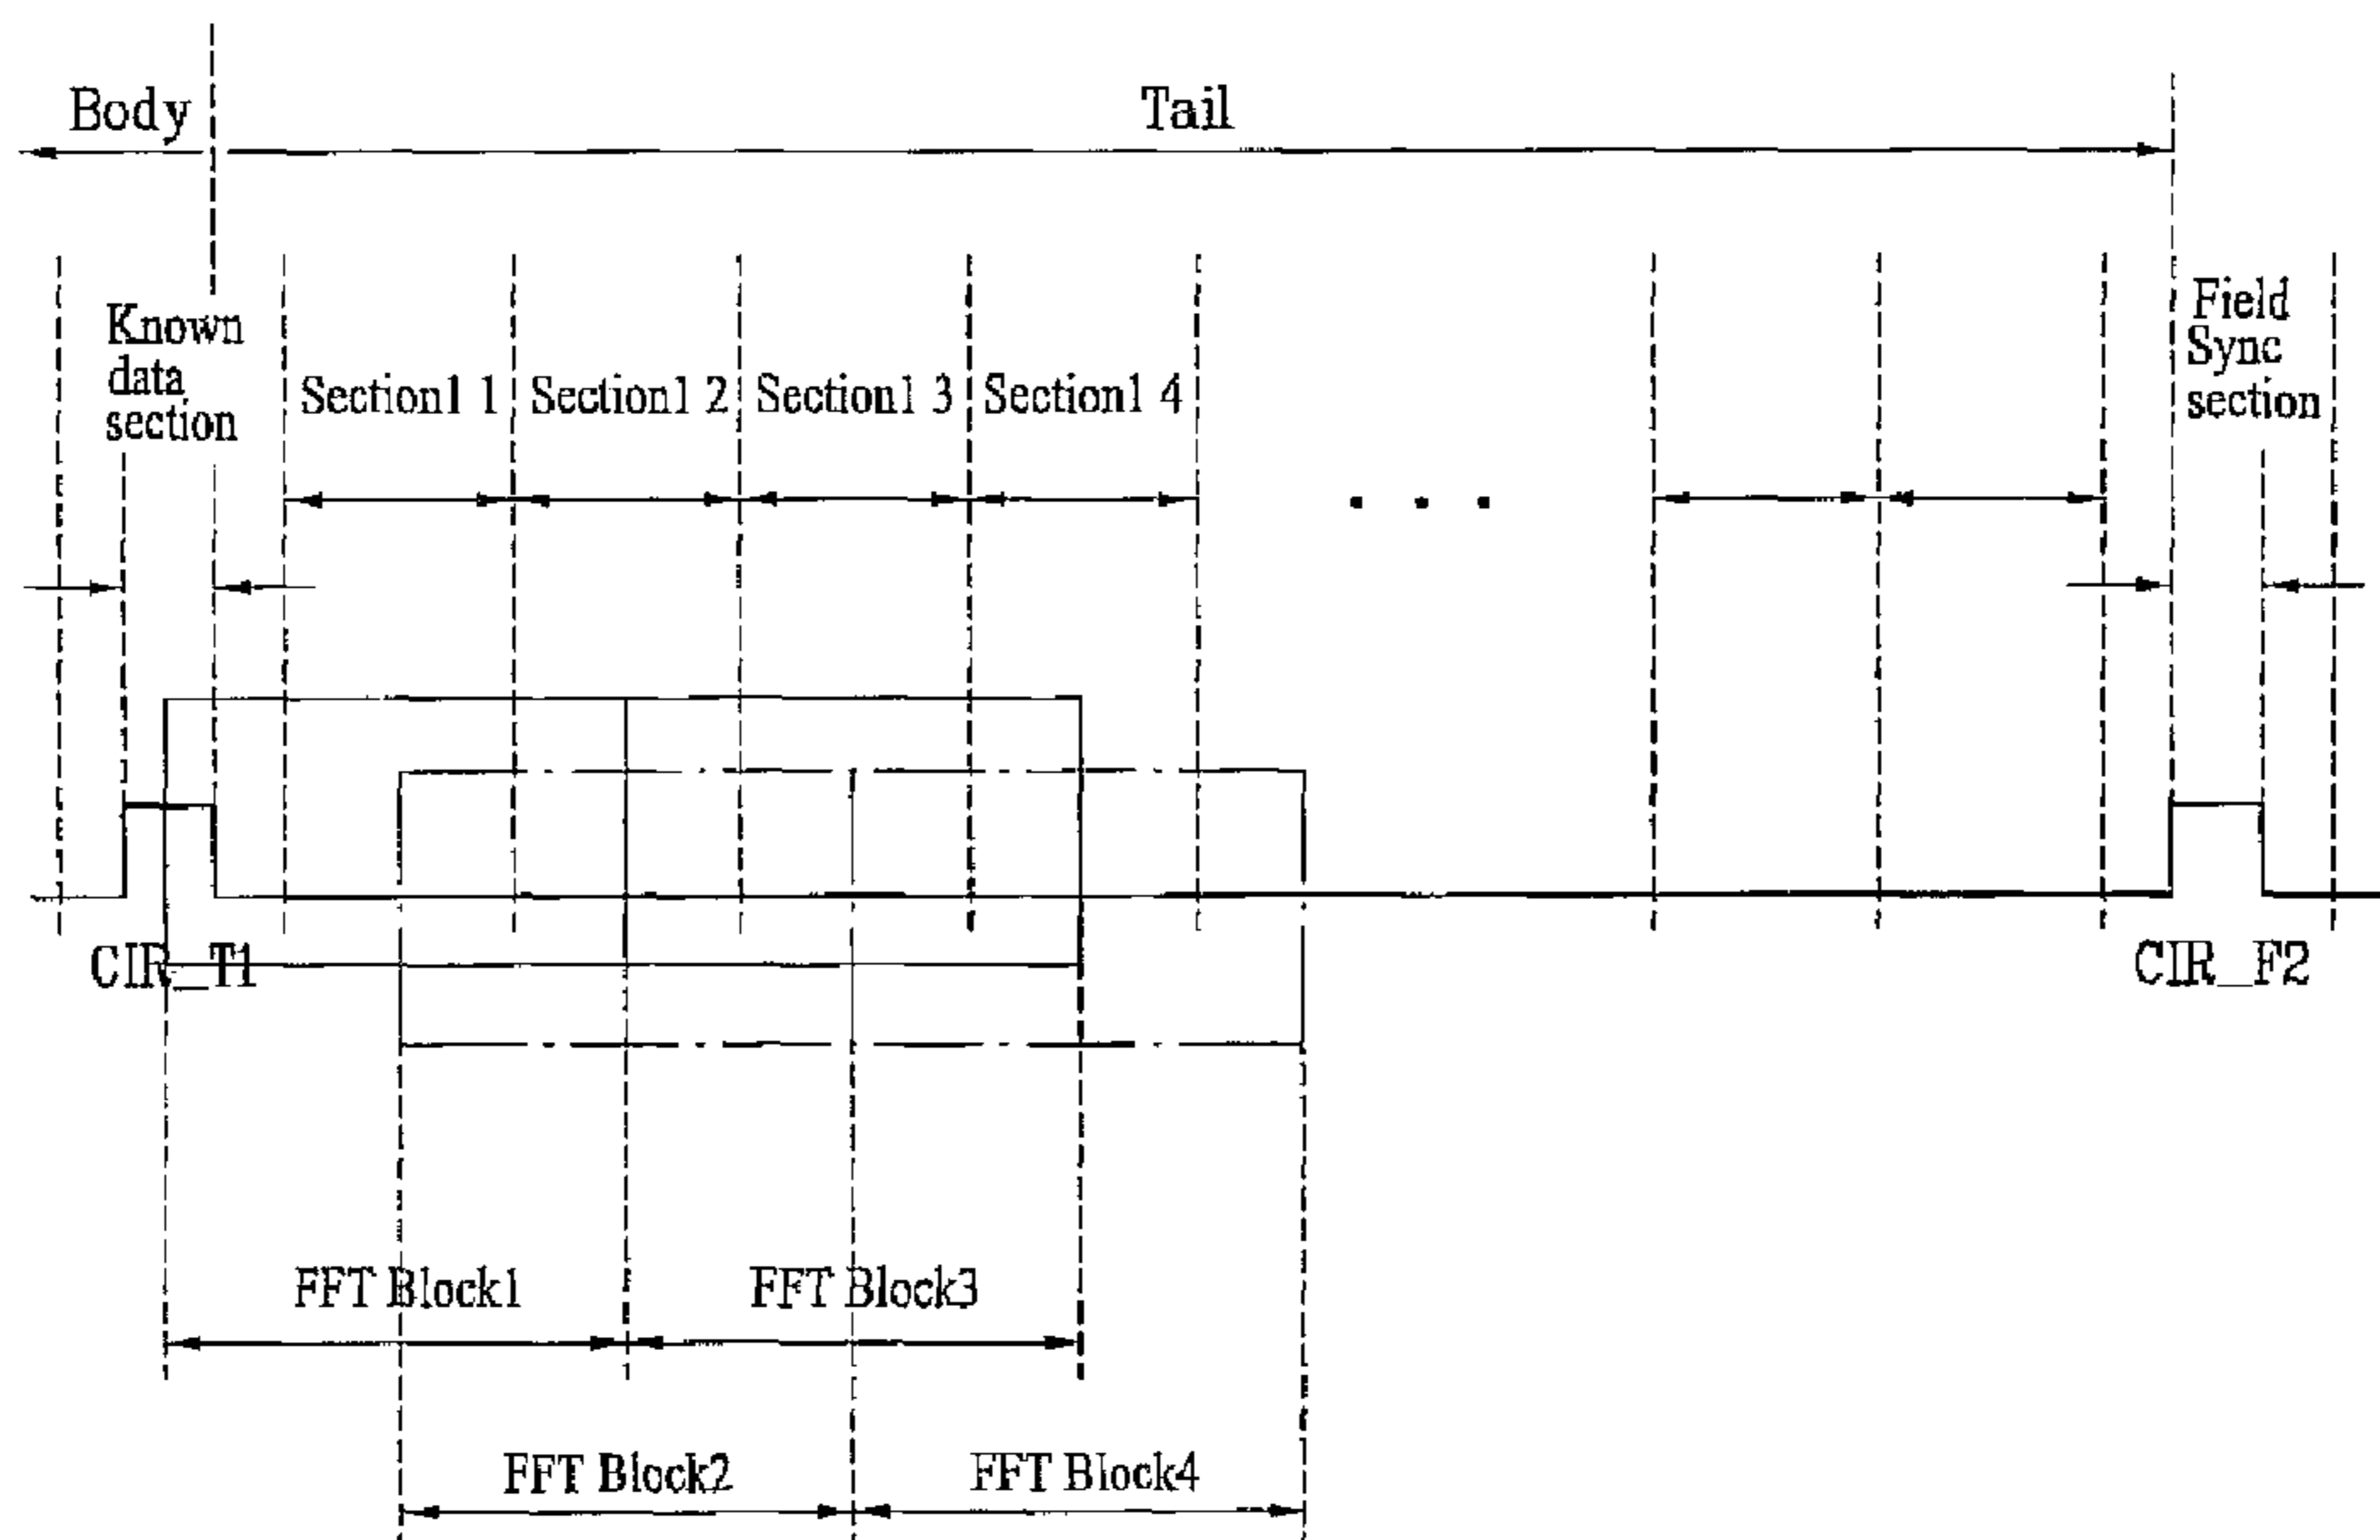 Body
Tail
Known
data
section
Section1 1
Section1 2
Section1 3
Section1 4
Field
Sync
section
. . .
CIR_T1
CIR_F2
FFT Block1
FFT Block3
FFT Block2
FFT Block4